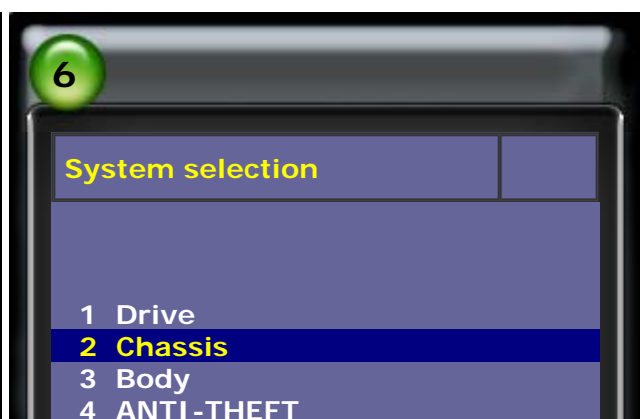 6
System selection
1 Drive
2 Chassis
3 Body
4 ANTI-THEFT